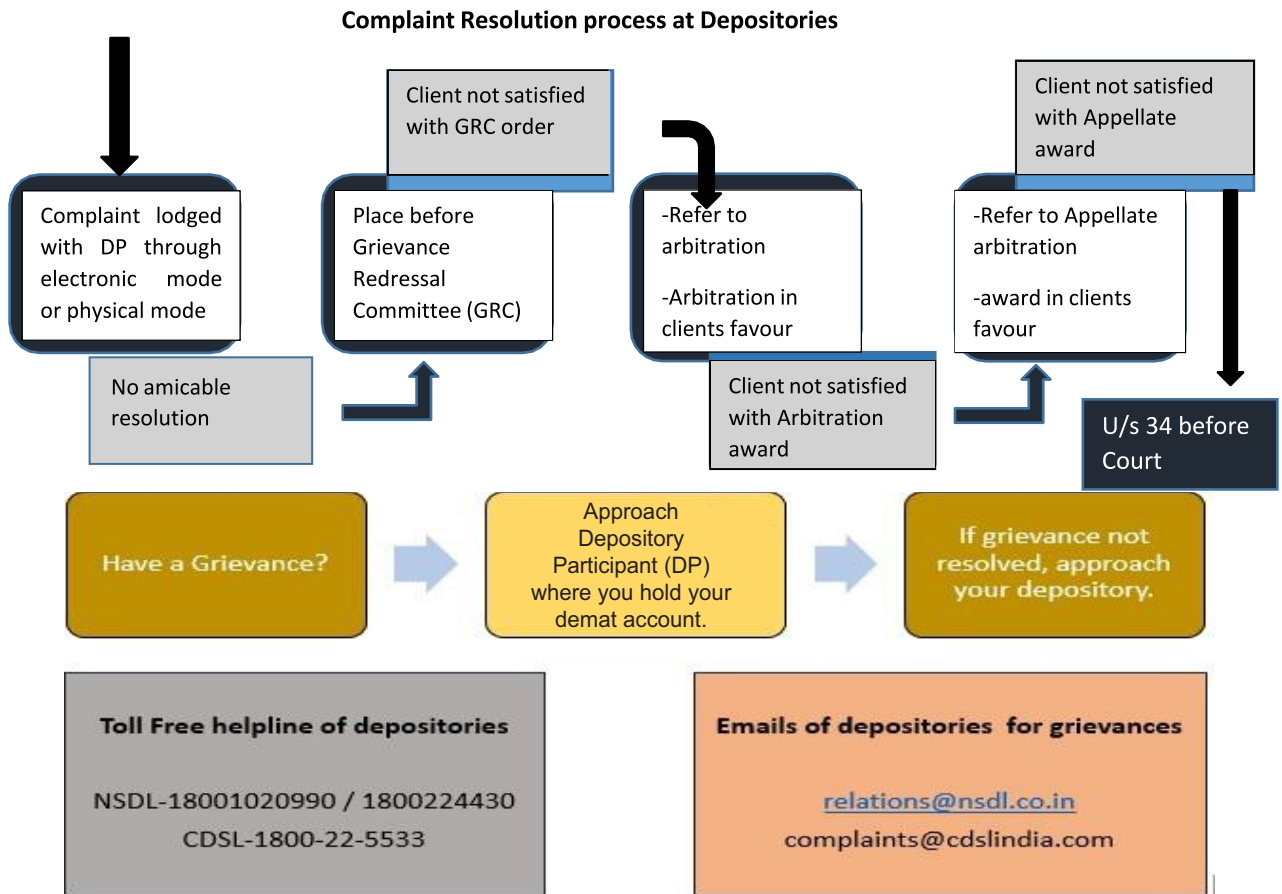 Complaint Resolution process at Depositories
Complaint lodged
with DP through
electronic mode
or physical mode
No amicable
resolution
Place before
Grievance
Redressal
Committee (GRC)
Client not satisfied
with GRC order
-Refer to
arbitration
-Arbitration in
clients favour
Client not satisfied
with Arbitration
award
-Refer to Appellate
arbitration
-award in clients
favour
Client not satisfied
with Appellate
award
U/s 34 before
Court
Have a Grievance?
Approach
Depository
Participant (DP)
where you hold your
demat account.
If grievance not
resolved, approach
your depository.
Toll Free helpline of depositories
NSDL-18001020990 / 1800224430
CDSL-1800-22-5533
Emails of depositories for grievances
relations@nsdl.co.in
complaints@cdslindia.com